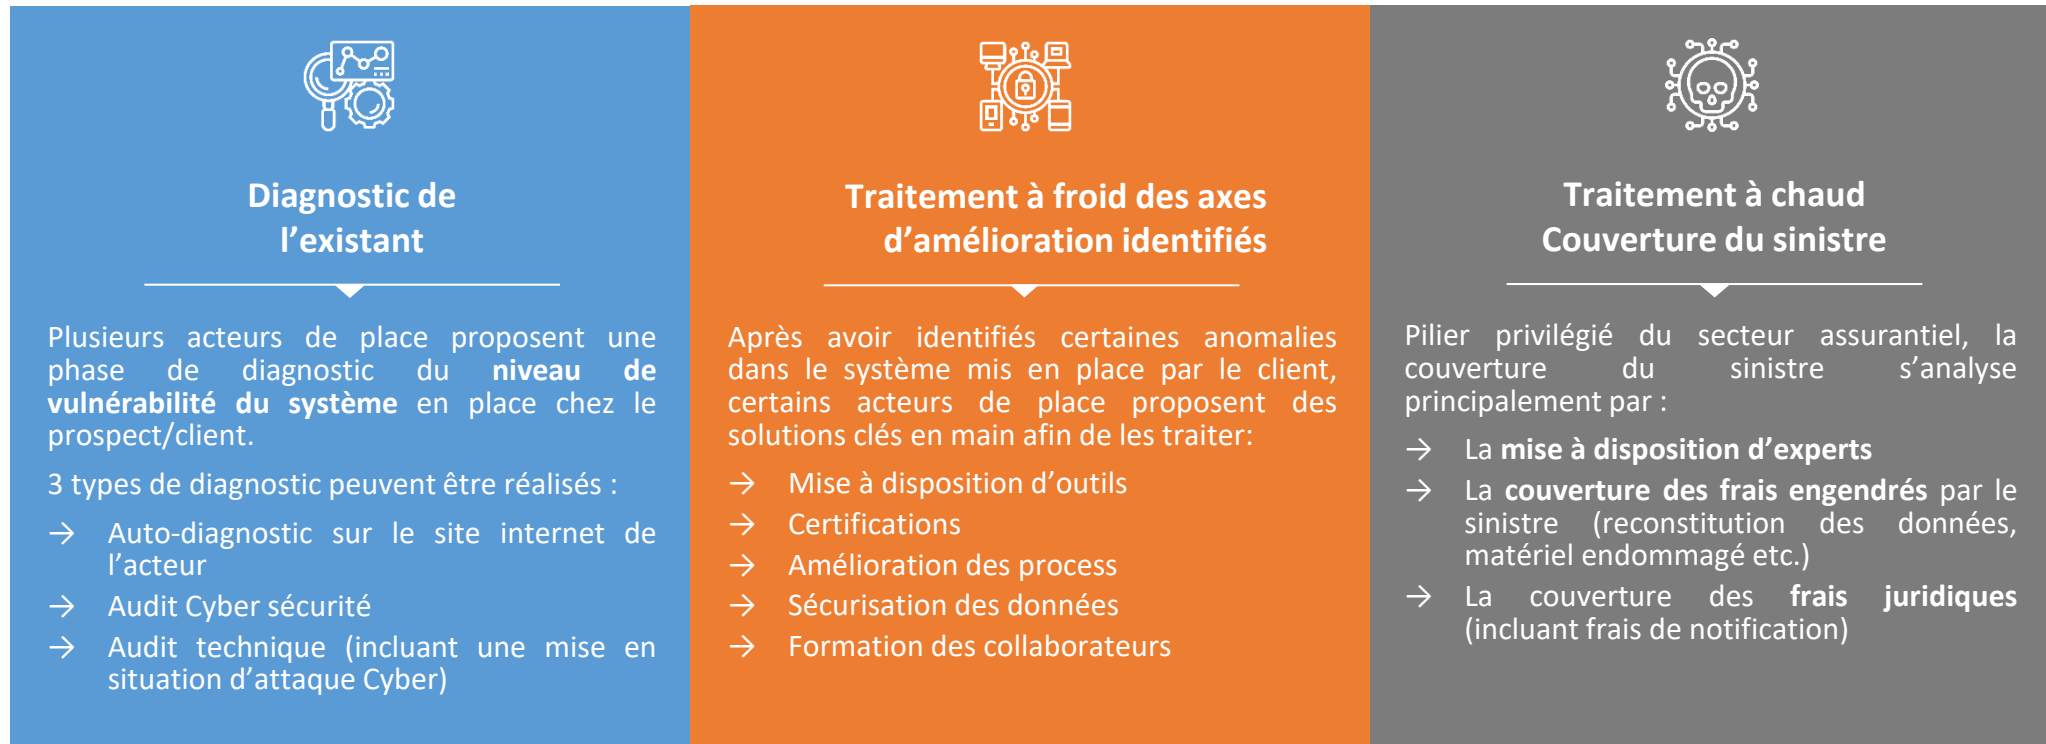 Diagnostic de
l’existant
Plusieurs acteurs de place proposent une
phase de diagnostic du niveau de
vulnérabilité du système en place chez le
prospect/client.
3 types de diagnostic peuvent être réalisés :
→ Auto-diagnostic sur le site internet de
l’acteur
→ Audit Cyber sécurité
→ Audit technique (incluant une mise en
situation d’attaque Cyber)
Traitement à froid des axes
d’amélioration identifiés
Après avoir identifiés certaines anomalies
dans le système mis en place par le client,
certains acteurs de place proposent des
solutions clés en main afin de les traiter:
→ Mise à disposition d’outils
→ Certifications
→ Amélioration des process
→ Sécurisation des données
→ Formation des collaborateurs
Traitement à chaud
Couverture du sinistre
Pilier privilégié du secteur assurantiel, la
couverture du sinistre s’analyse
principalement par :
→ La mise à disposition d’experts
→ La couverture des frais engendrés par le
sinistre (reconstitution des données,
matériel endommagé etc.)
→ La couverture des frais juridiques
(incluant frais de notification)